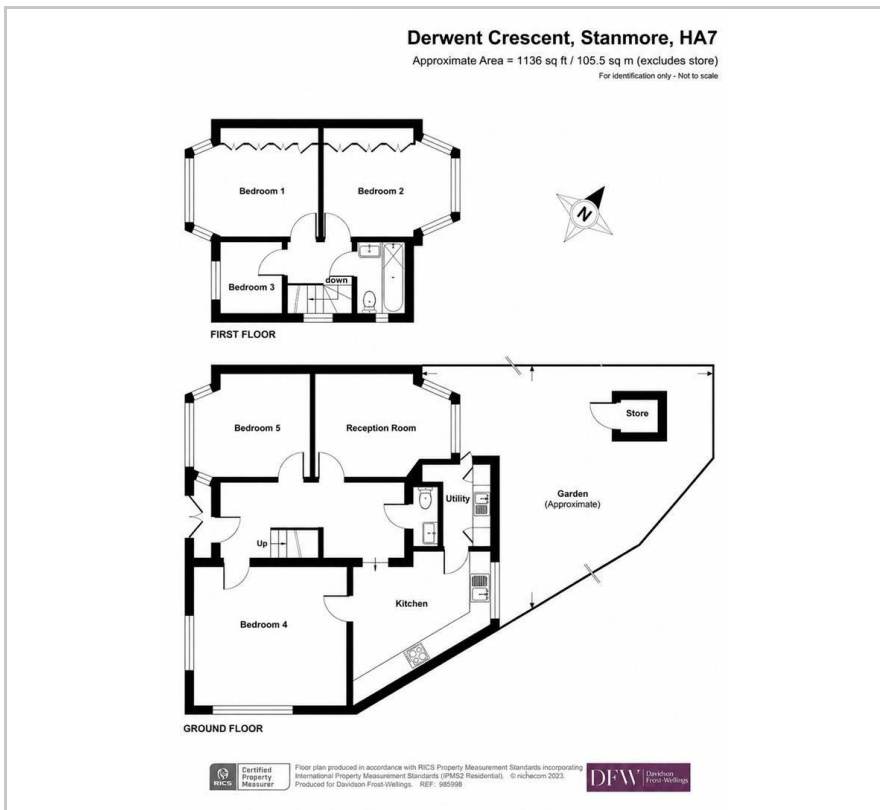 Derwent Crescent, Stanmore, HA7
Approximate Area = 1136 sq ft / 105.5 sq m (excludes store)
For identification only - Not to scale
Bedroom 1
Bedroom 2
N
Bedroom 3
down
FIRST FLOOR
Bedroom 5
Reception Room
Store
Utility
Garden
(Approximate)
Up
Kitchen
Bedroom 4
GROUND FLOOR
RICS
Certified
Property
Measurer
Floor plan produced in accordance with RICS Property Measurement Standards incorporating
International Property Measurement Standards (IPMS2 Residential). © nichecom 2023.
Produced for Davidson Frost-Wellings. REF: 985998
DFW
Davidson
Frost-Wellings